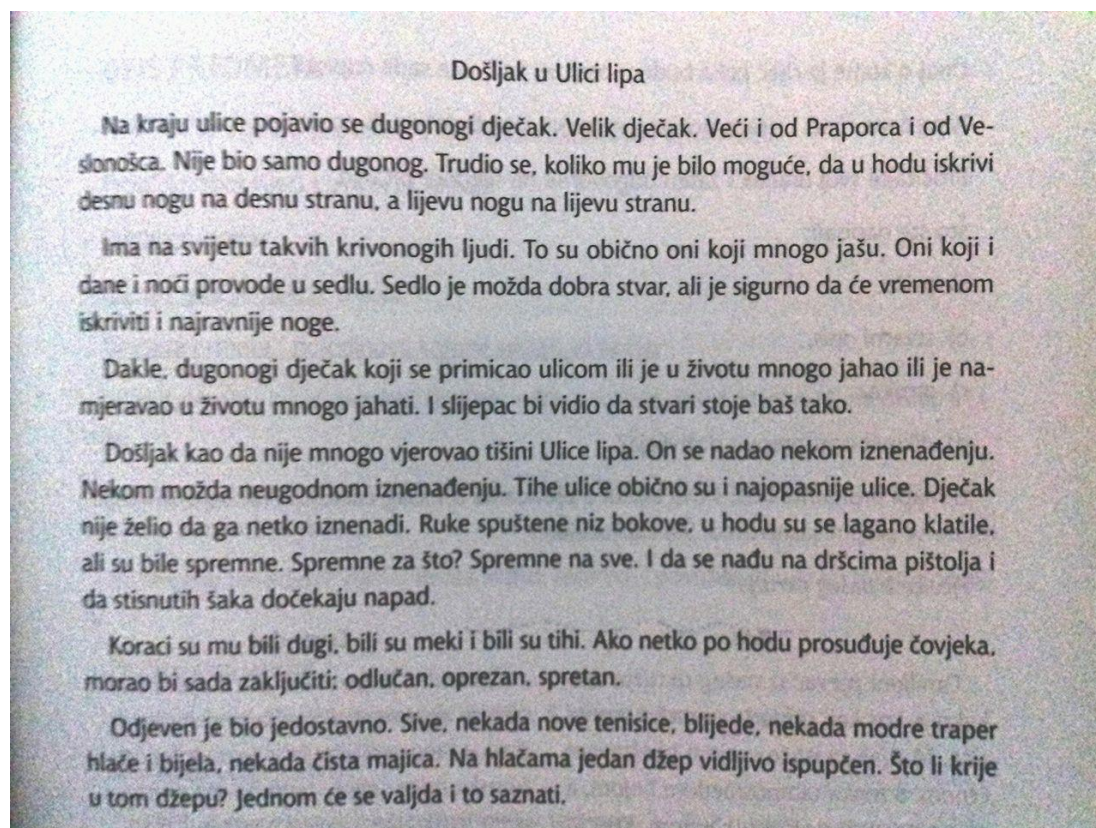 Došljak u Ulici lipa
Na kraju ulice pojavio se dugonogi dječak. Velik dječak. Veći i od Praporca i od Ve-
slonošca. Nije bio samo dugonog. Trudio se, koliko mu je bilo moguće, da u hodu iskrivi
desnu nogu na desnu stranu, a lijevu nogu na lijevu stranu.
Ima na svijetu takvih krivonogih ljudi. To su obično oni koji mnogo jašu. Oni koji i
dane i noći provode u sedlu. Sedlo je možda dobra stvar, ali je sigurno da će vremenom
iskriviti i najravnije noge.
Dakle, dugonogi dječak koji se primicao ulicom ili je u životu mnogo jahao ili je na-
mjeravao u životu mnogo jahati. I slijepac bi vidio da stvari stoje baš tako.
Došljak kao da nije mnogo vjerovao tišini Ulice lipa. On se nadao nekom iznenađenju.
Nekom možda neugodnom iznenađenju. Tihe ulice obično su i najopasnije ulice. Dječak
nije želio da ga netko iznenadi. Ruke spuštene niz bokove, u hodu su se lagano klatile,
ali su bile spremne. Spremne za što? Spremne na sve. I da se nađu na dršcima pištolja i
da stisnutih šaka dočekaju napad.
Koraci su mu bili dugi, bili su meki i bili su tihi. Ako netko po hodu prosuđuje čovjeka,
morao bi sada zaključiti: odlučan, oprezan, spretan.
Odjeven je bio jedostavno. Sive, nekada nove tenisice, blijede, nekada modre traper
hlače i bijela, nekada čista majica. Na hlačama jedan džep vidljivo ispupčen. Što li krije
u tom džepu? Jednom će se valjda i to saznati.